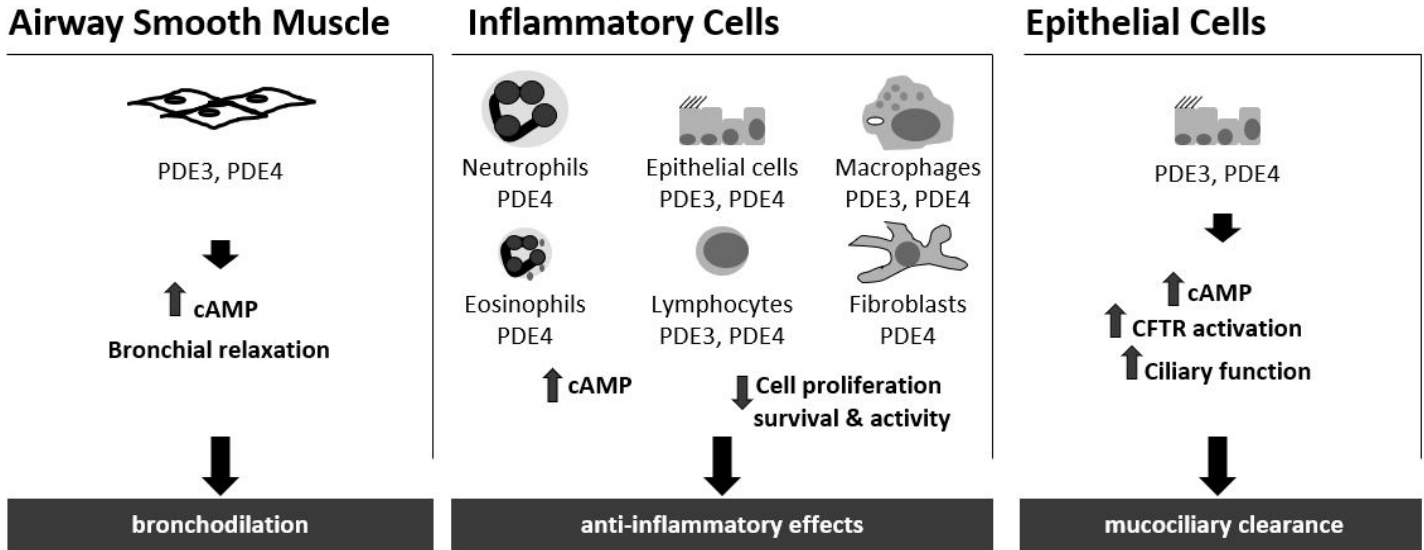 Airway Smooth Muscle
PDE3, PDE4
cAMP
Bronchial relaxation
bronchodilation
Inflammatory Cells
Neutrophils
PDE4
Epithelial cells
PDE3, PDE4
Macrophages
PDE3, PDE4
Eosinophils
PDE4
Lymphocytes
PDE3, PDE4
Fibroblasts
PDE4
cAMP
Cell proliferation
survival & activity
anti-inflammatory effects
Epithelial Cells
PDE3, PDE4
cAMP
CFTR activation
Ciliary function
mucociliary clearance